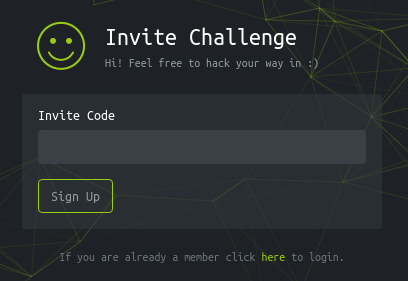 Invite Challenge
Hi! Feel free to hack your way in :)
Invite Code
Sign Up
If you are already a member click here to login.